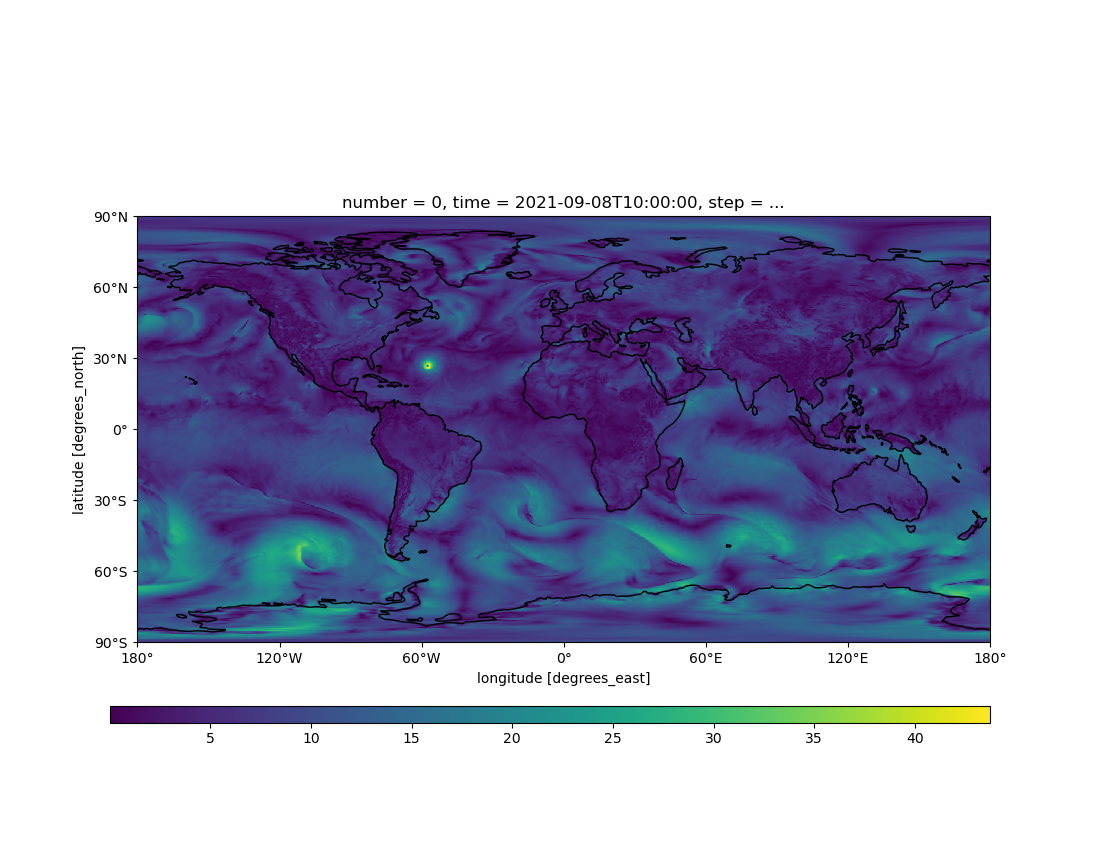 number = 0, time = 2021-09-08T10:00:00, step = ...
90°N
60°N
30°N
0°
30°S
60°S
90°S
latitude [degrees_north]
180° 120°W 60°W 0° 60°E 120°E 180°
longitude [degrees_east]
5 10 15 20 25 30 35 40